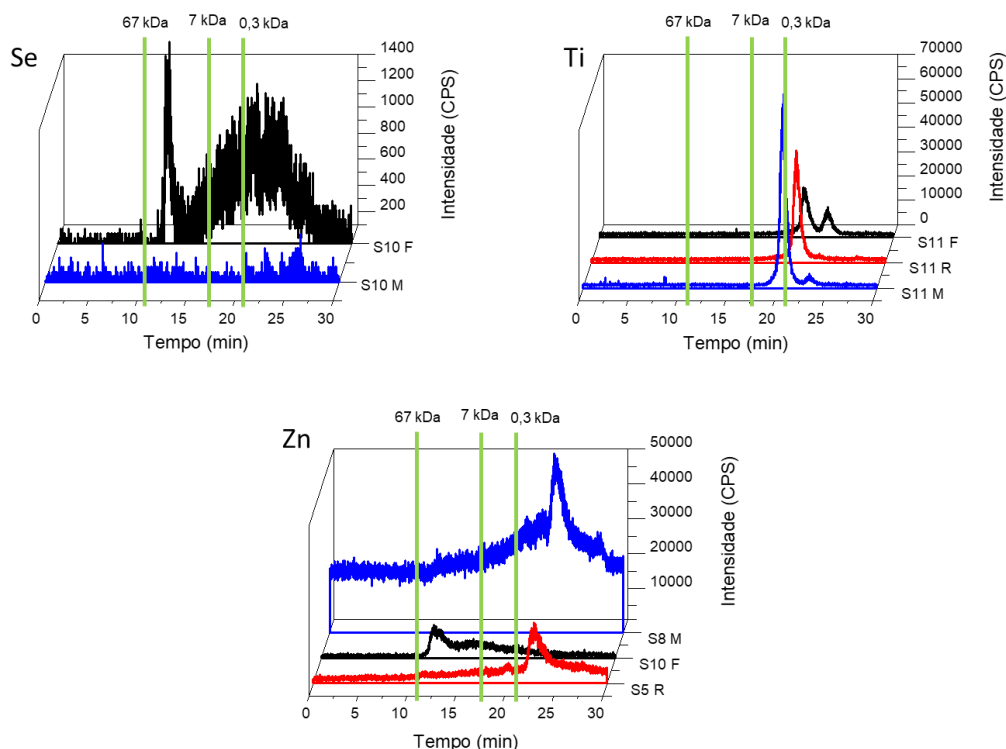 67 kDa 7 kDa 0,3 kDa
Se
1400
1200
1000
800
600
400
200
Intensidade (CPS)
S10 F
S10 M
0 5 10 15 20 25 30
Tempo (min)
67 kDa 7 kDa 0,3 kDa
Ti
70000
60000
50000
40000
30000
20000
10000
0
Intensidade (CPS)
S11 F
S11 R
S11 M
0 5 10 15 20 25 30
Tempo (min)
67 kDa 7 kDa 0,3 kDa
Zn
50000
40000
30000
20000
10000
Intensidade (CPS)
S8 M
S10 F
S5 R
0 5 10 15 20 25 30
Tempo (min)